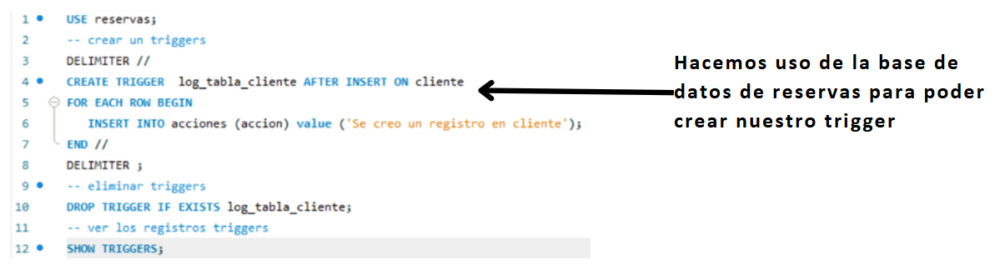 1 USE reservas;
2 -- crear un triggers
3 DELIMITER //
4 CREATE TRIGGER  log_tabla_cliente AFTER INSERT ON cliente
5 FOR EACH ROW BEGIN
6 INSERT INTO acciones (accion) value ('Se creo un registro en cliente');
7 END //
8 DELIMITER ;
9 -- eliminar triggers
10 DROP TRIGGER IF EXISTS log_tabla_cliente;
11 -- ver los registros triggers
12 SHOW TRIGGERS;
Hacemos uso de la base de
datos de reservas para poder
crear nuestro trigger